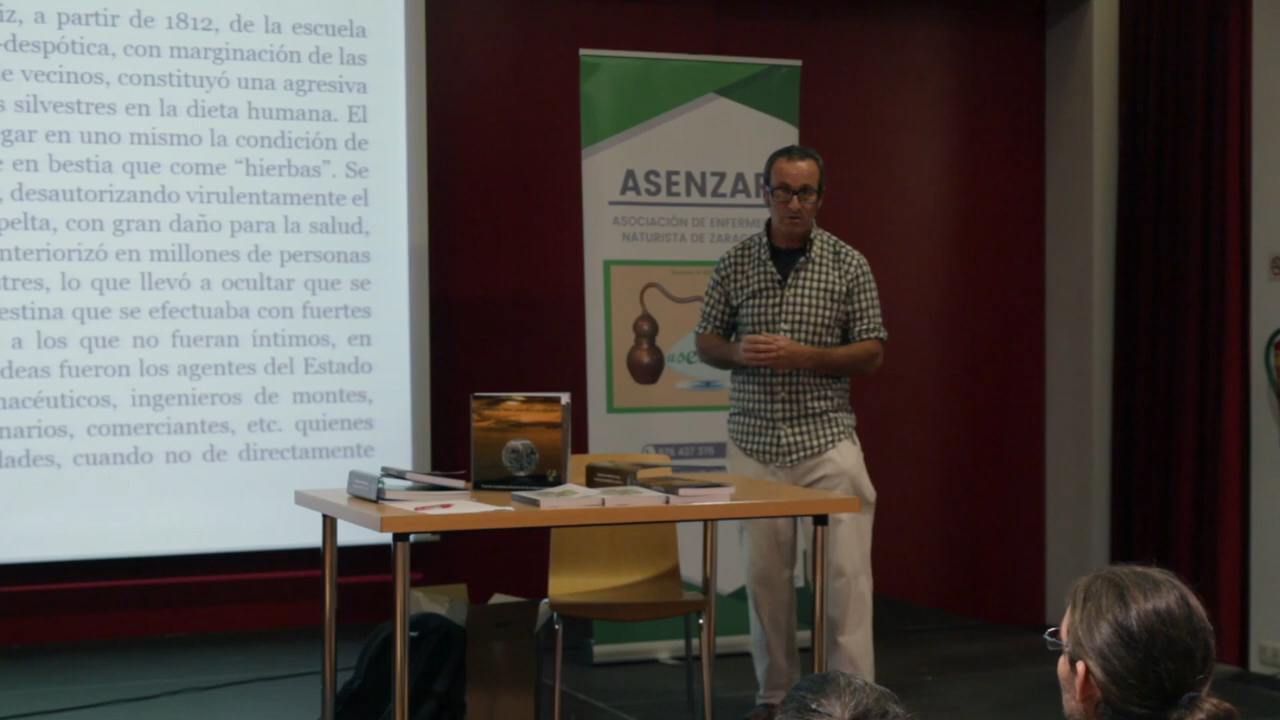 iz, a partir de 1812, de la escuela
-despótica, con marginación de las
e vecinos, constituyó una agresiva
s silvestres en la dieta humana. El
egar en uno mismo la condición de
e en bestia que come “hierbas”. Se
, desautorizando virulentamente el
pelta, con gran daño para la salud,
nteriorizó en millones de personas
stres, lo que llevó a ocultar que se
estina que se efectuaba con fuertes
a los que no fueran íntimos, en
deas fueron los agentes del Estado
nacéuticos, ingenieros de montes,
narios, comerciantes, etc. quienes
dades, cuando no de directamente
ASENZAR
ASOCIACIÓN DE ENFERME
NATURISTA DE ZARAG